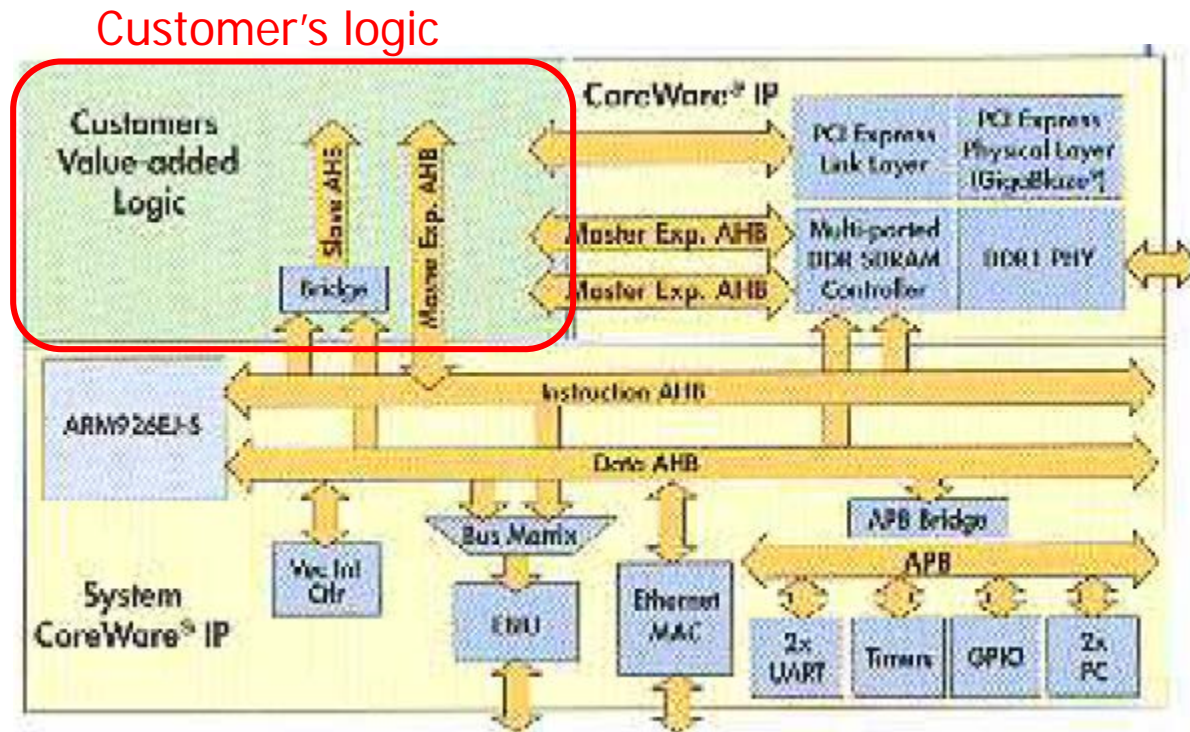 Customer's logic
Customers
Value-added
Logic
Slave AHB
Master Exp. AHB
Bridge
CoreWare® IP
PCI Express
Link Layer
PCI Express
Physical Layer
(GigaBlaze®)
Master Exp. AHB
Master Exp. AHB
Multi-ported
DDR SDRAM
Controller
DDR1 PHY
ARM926EJ-S
Instruction AHB
Data AHB
Vec Int
Ctlr
Bus Matrix
EMU
Ethernet
MAC
APB Bridge
APB
2x
UART
Timers
GPIO
2x
System
CoreWare® IP